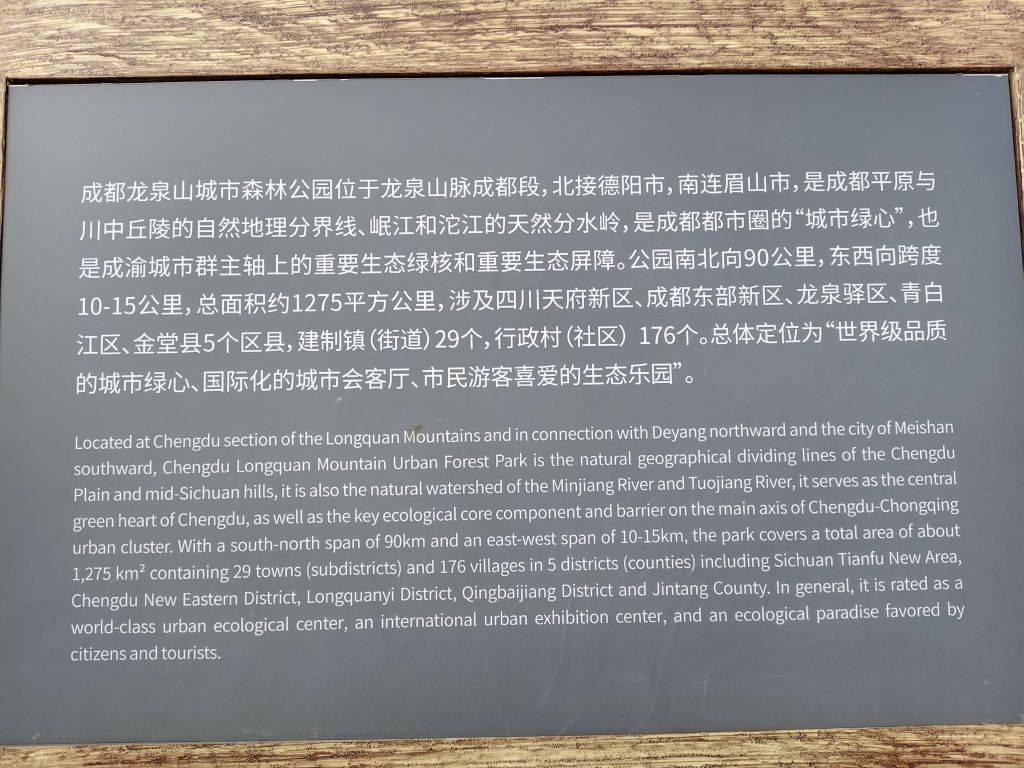 成都龙泉山城市森林公园位于龙泉山脉成都段，北接德阳市，南连眉山市，是成都平原与
川中丘陵的自然地理分界线、岷江和沱江的天然分水岭，是成都都市圈的“城市绿心”，也
是成渝城市群主轴上的重要生态绿核和重要生态屏障。公园南北向90公里，东西向跨度
10-15公里，总面积约1275平方公里，涉及四川天府新区、成都东部新区、龙泉驿区、青白
江区、金堂县5个区县，建制镇（街道）29个，行政村（社区） 176个。总体定位为“世界级品质
的城市绿心、国际化的城市会客厅、市民游客喜爱的生态乐园”。
Located at Chengdu section of the Longquan Mountains and in connection with Deyang northward and the city of Meishan
southward, Chengdu Longquan Mountain Urban Forest Park is the natural geographical dividing lines of the Chengdu
Plain and mid-Sichuan hills, it is also the natural watershed of the Minjiang River and Tuojiang River, it serves as the central
green heart of Chengdu, as well as the key ecological core component and barrier on the main axis of Chengdu-Chongqing
urban cluster. With a south-north span of 90km and an east-west span of 10-15km, the park covers a total area of about
1,275 km² containing 29 towns (subdistricts) and 176 villages in 5 districts (counties) including Sichuan Tianfu New Area,
Chengdu New Eastern District, Longquanyi District, Qingbaijiang District and Jintang County. In general, it is rated as a
world-class urban ecological center, an international urban exhibition center, and an ecological paradise favored by
citizens and tourists.